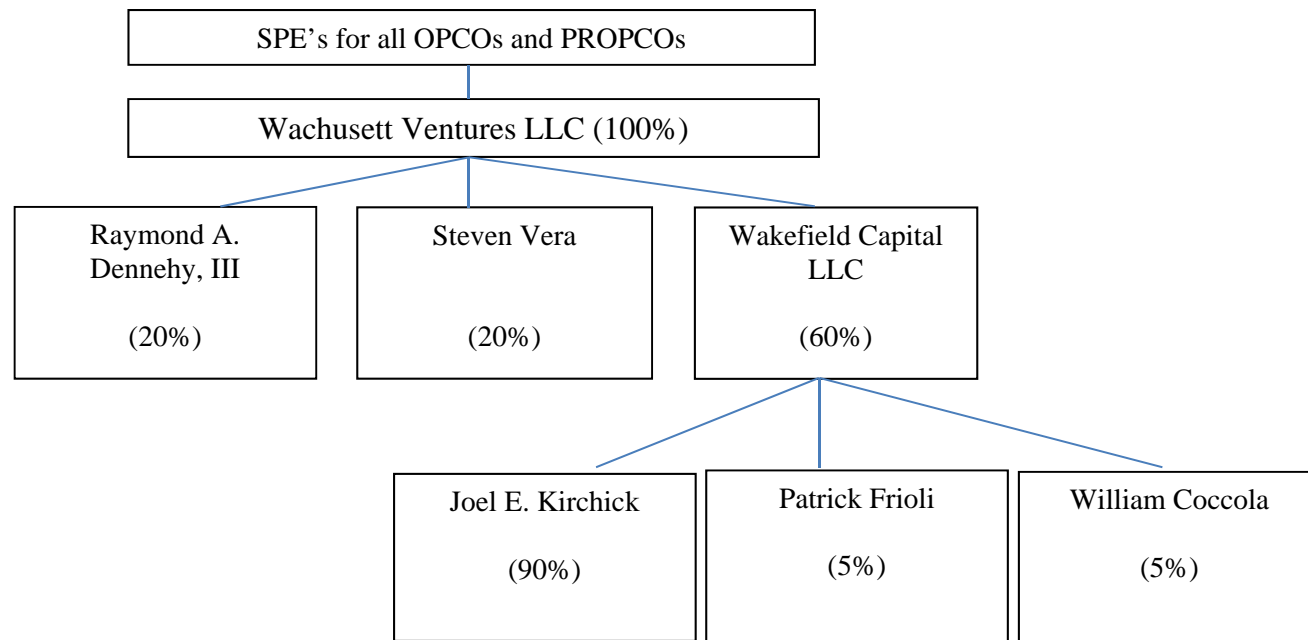 SPE's for all OPCOs and PROPCOs
Wachusett Ventures LLC (100%)
Raymond A.
Dennehy, III
(20%)
Steven Vera
(20%)
Wakefield Capital
LLC
(60%)
Joel E. Kirchick
(90%)
Patrick Frioli
(5%)
William Coccola
(5%)